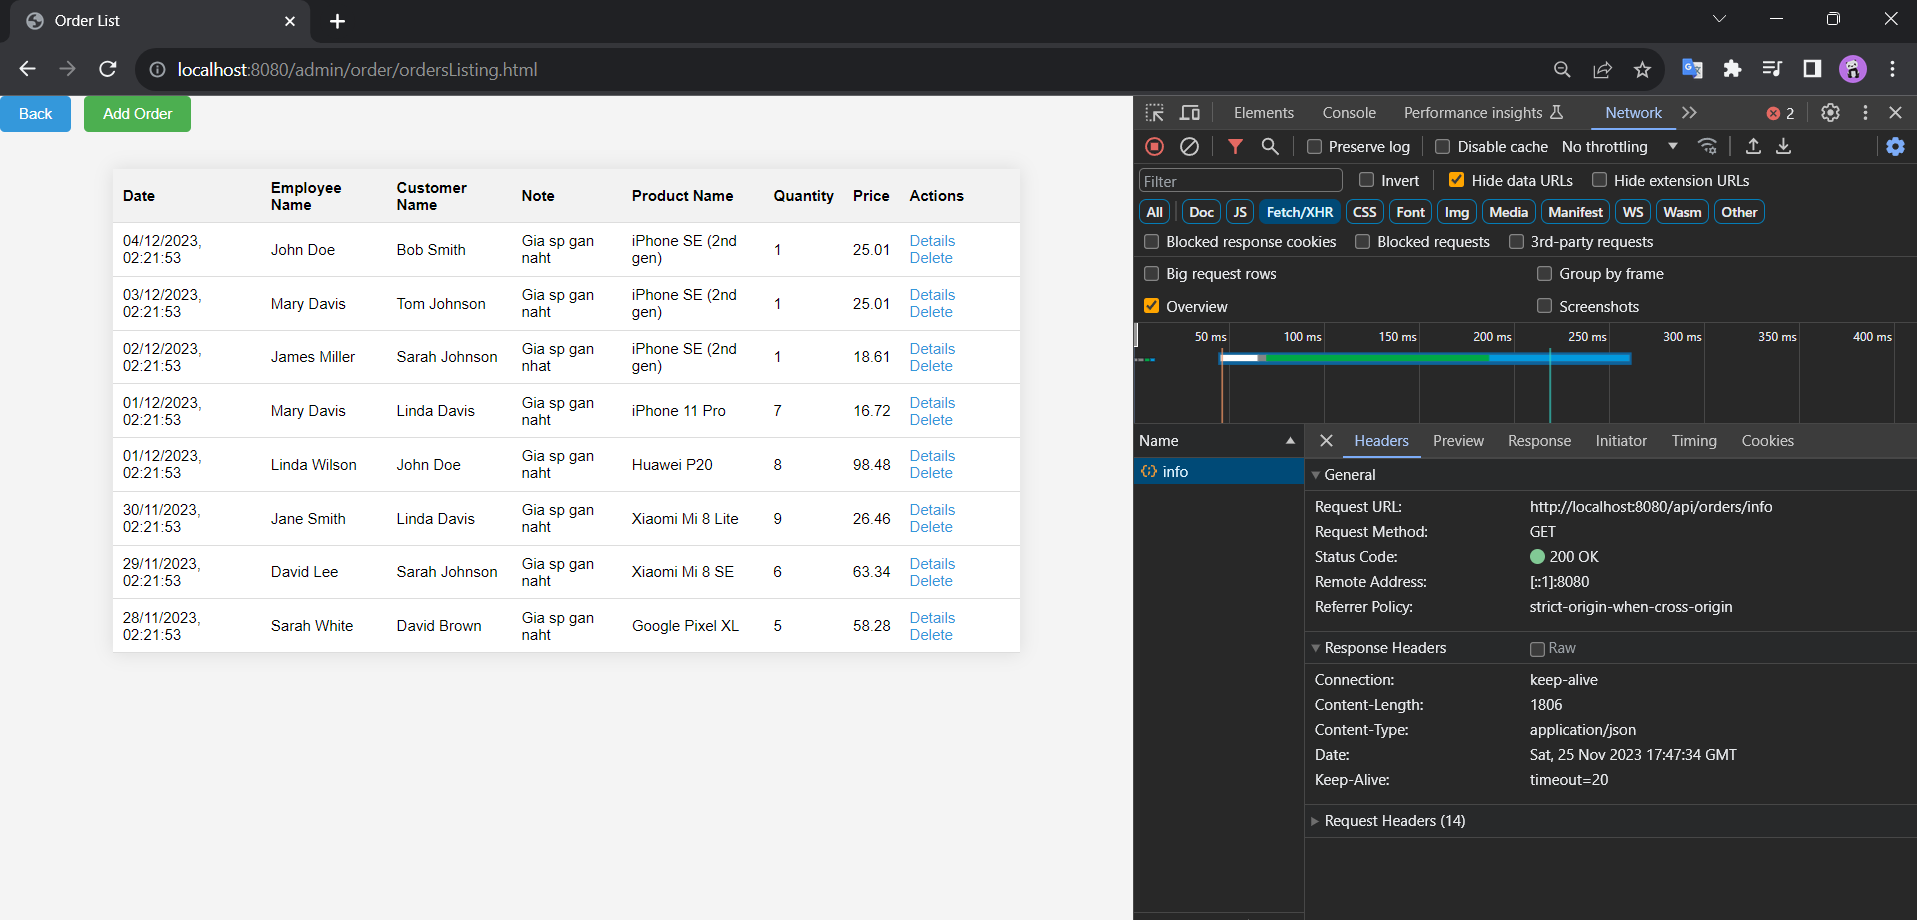 Order List
localhost:8080/admin/order/ordersListing.html
Back
Add Order
Date
Employee
Name
Customer
Name
Note
Product Name
Quantity
Price
Actions
04/12/2023,
02:21:53
John Doe
Bob Smith
Gia sp gan
naht
iPhone SE (2nd
gen)
1
25.01
Details
Delete
03/12/2023,
02:21:53
Mary Davis
Tom Johnson
Gia sp gan
naht
iPhone SE (2nd
gen)
1
25.01
Details
Delete
02/12/2023,
02:21:53
James Miller
Sarah Johnson
Gia sp gan
nhat
iPhone SE (2nd
gen)
1
18.61
Details
Delete
01/12/2023,
02:21:53
Mary Davis
Linda Davis
Gia sp gan
naht
iPhone 11 Pro
7
16.72
Details
Delete
01/12/2023,
02:21:53
Linda Wilson
John Doe
Gia sp gan
naht
Huawei P20
8
98.48
Details
Delete
30/11/2023,
02:21:53
Jane Smith
Linda Davis
Gia sp gan
naht
Xiaomi Mi 8 Lite
9
26.46
Details
Delete
29/11/2023,
02:21:53
David Lee
Sarah Johnson
Gia sp gan
naht
Xiaomi Mi 8 SE
6
63.34
Details
Delete
28/11/2023,
02:21:53
Sarah White
David Brown
Gia sp gan
naht
Google Pixel XL
5
58.28
Details
Delete
Elements
Console
Performance insights
Network
2
Preserve log
Disable cache
No throttling
Filter
Invert
Hide data URLs
Hide extension URLs
All
Doc
JS
Fetch/XHR
CSS
Font
Img
Media
Manifest
WS
Wasm
Other
Blocked response cookies
Blocked requests
3rd-party requests
Big request rows
Group by frame
Overview
Screenshots
50 ms
100 ms
150 ms
200 ms
250 ms
300 ms
350 ms
400 ms
Name
Headers
Preview
Response
Initiator
Timing
Cookies
info
General
Request URL:
http://localhost:8080/api/orders/info
Request Method:
GET
Status Code:
200 OK
Remote Address:
[::1]:8080
Referrer Policy:
strict-origin-when-cross-origin
Response Headers
Raw
Connection:
keep-alive
Content-Length:
1806
Content-Type:
application/json
Date:
Sat, 25 Nov 2023 17:47:34 GMT
Keep-Alive:
timeout=20
Request Headers (14)